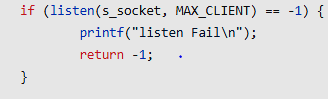 if (listen(s_socket, MAX_CLIENT) == -1) {
printf("listen Fail\n");
return -1;
}